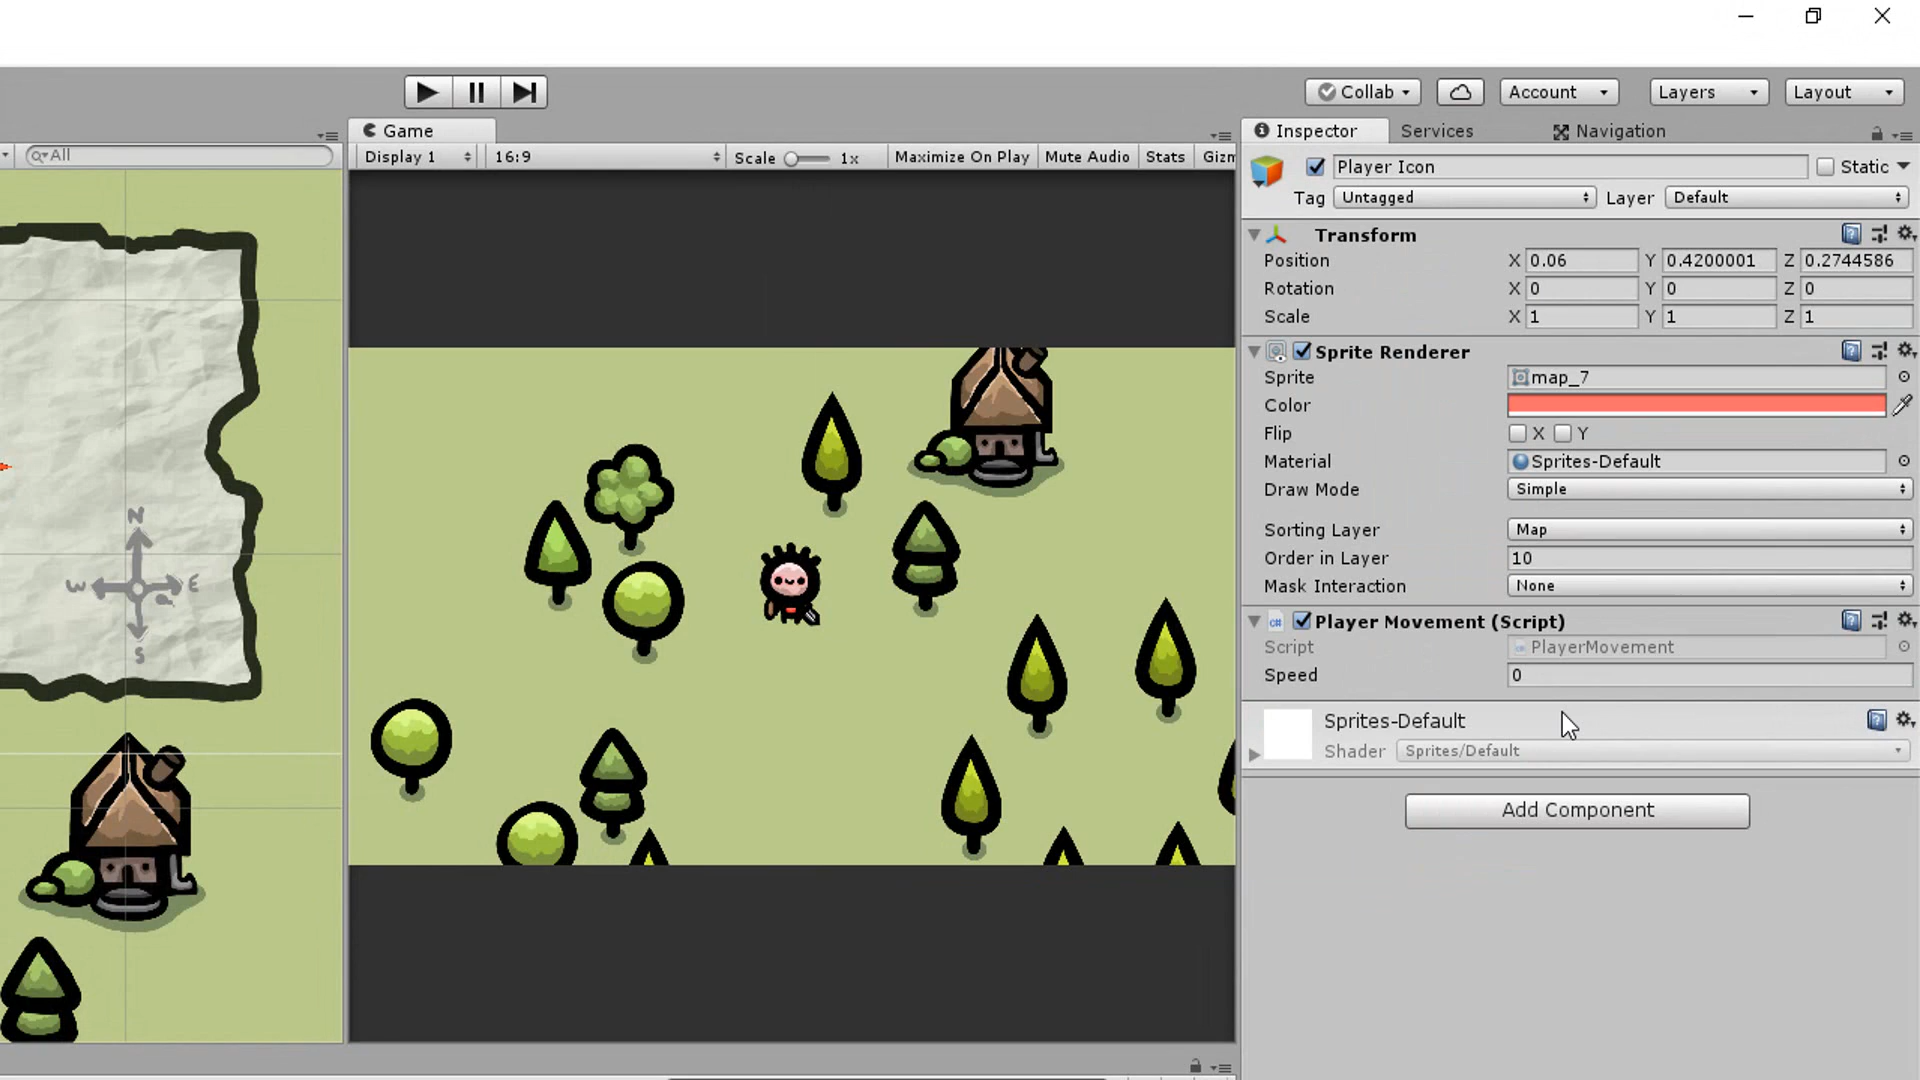 Collab
Account
Layers
Layout
Game
Inspector
Services
Navigation
All
Display 1
16:9
Scale
1x
Maximize On Play
Mute Audio
Stats
Gizm
Player Icon
Static
Tag
Untagged
Layer
Default
Transform
Position
X 0.06
Y 0.4200001
Z 0.2744586
Rotation
X 0
Y 0
Z 0
Scale
X 1
Y 1
Z 1
Sprite Renderer
Sprite
map_7
Color
Flip
X
Y
Material
Sprites-Default
Draw Mode
Simple
Sorting Layer
Map
Order in Layer
10
Mask Interaction
None
C#
Player Movement (Script)
Script
PlayerMovement
Speed
0
Sprites-Default
Shader
Sprites/Default
Add Component
N
W
E
S